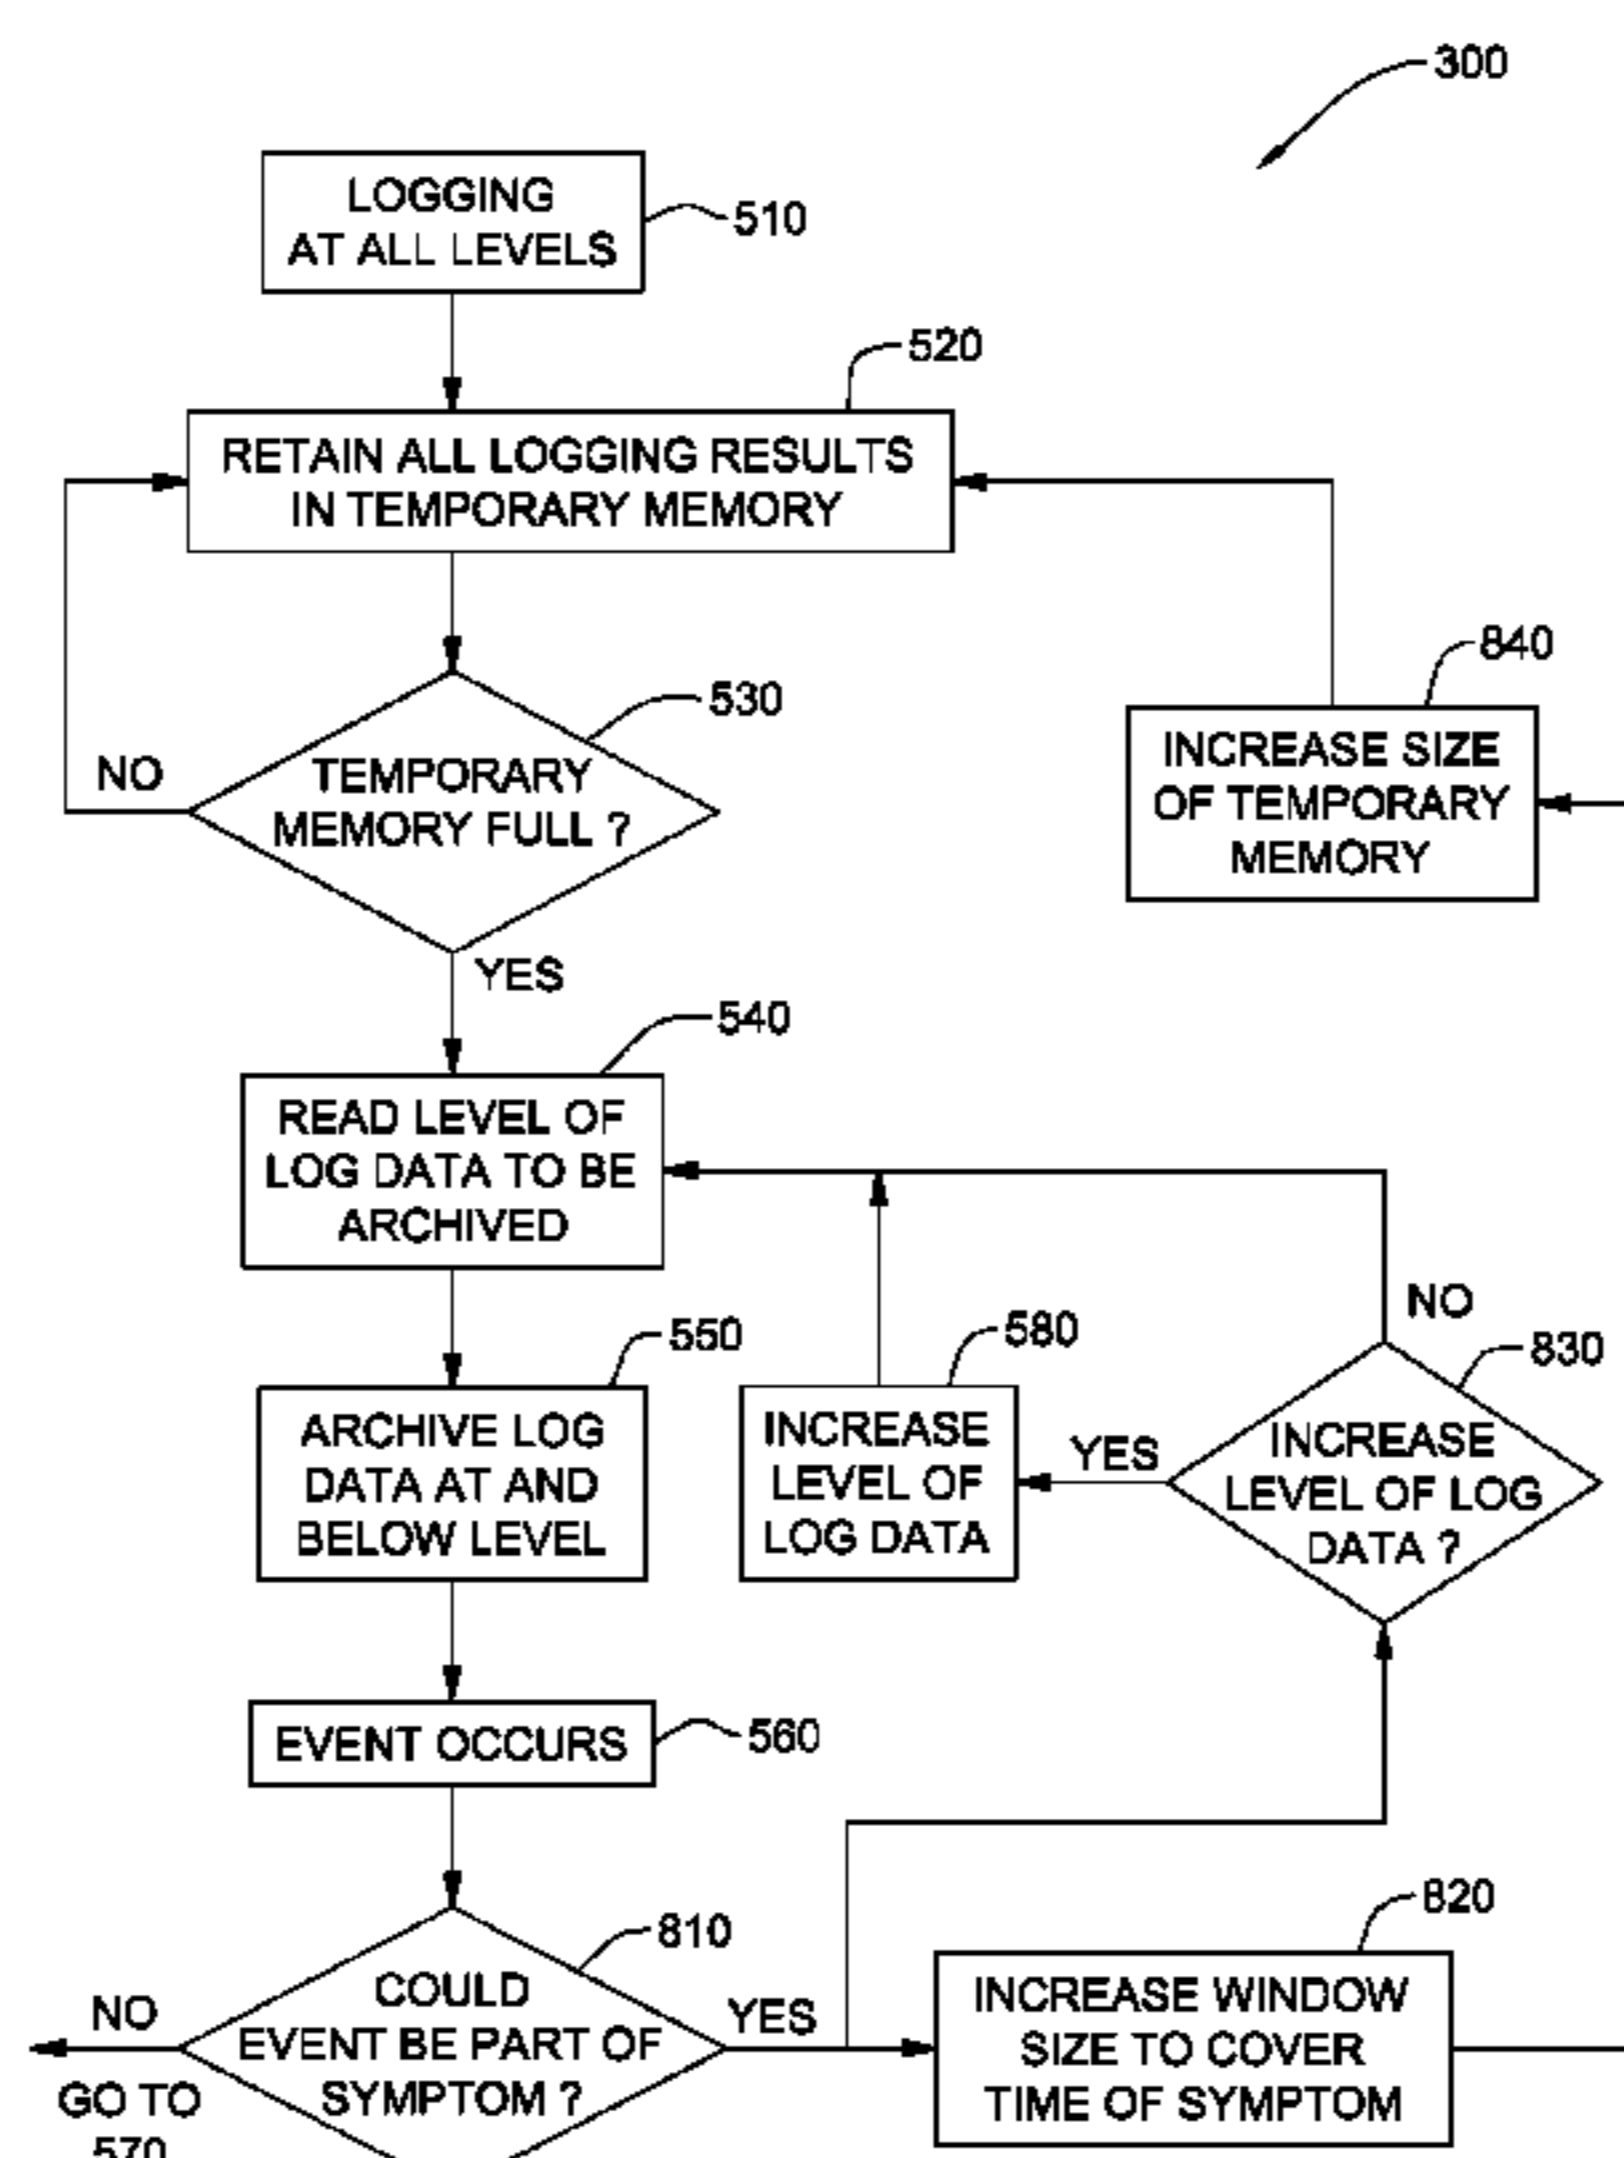 300
LOGGING
AT ALL LEVELS
510
520
RETAIN ALL LOGGING RESULTS
IN TEMPORARY MEMORY
530
NO
TEMPORARY
MEMORY FULL ?
YES
840
INCREASE SIZE
OF TEMPORARY
MEMORY
540
READ LEVEL OF
LOG DATA TO BE
ARCHIVED
550
ARCHIVE LOG
DATA AT AND
BELOW LEVEL
580
INCREASE
LEVEL OF
LOG DATA
YES
NO
830
INCREASE
LEVEL OF LOG
DATA ?
EVENT OCCURS
560
810
COULD
EVENT BE PART OF
SYMPTOM ?
NO
GO TO
570
YES
820
INCREASE WINDOW
SIZE TO COVER
TIME OF SYMPTOM